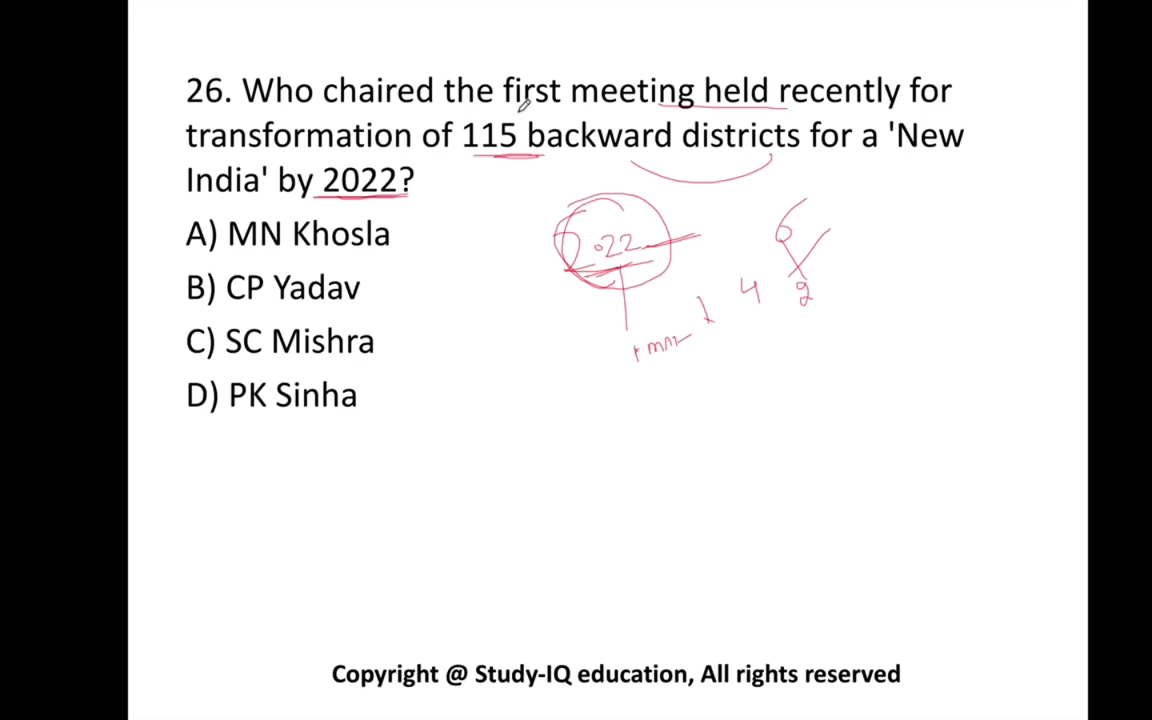 26. Who chaired the first meeting held recently for
transformation of 115 backward districts for a 'New
India' by 2022?
A) MN Khosla
2022
B) CP Yadav
C) SC Mishra
D) PK Sinha
Copyright @ Study-IQ education, All rights reserved